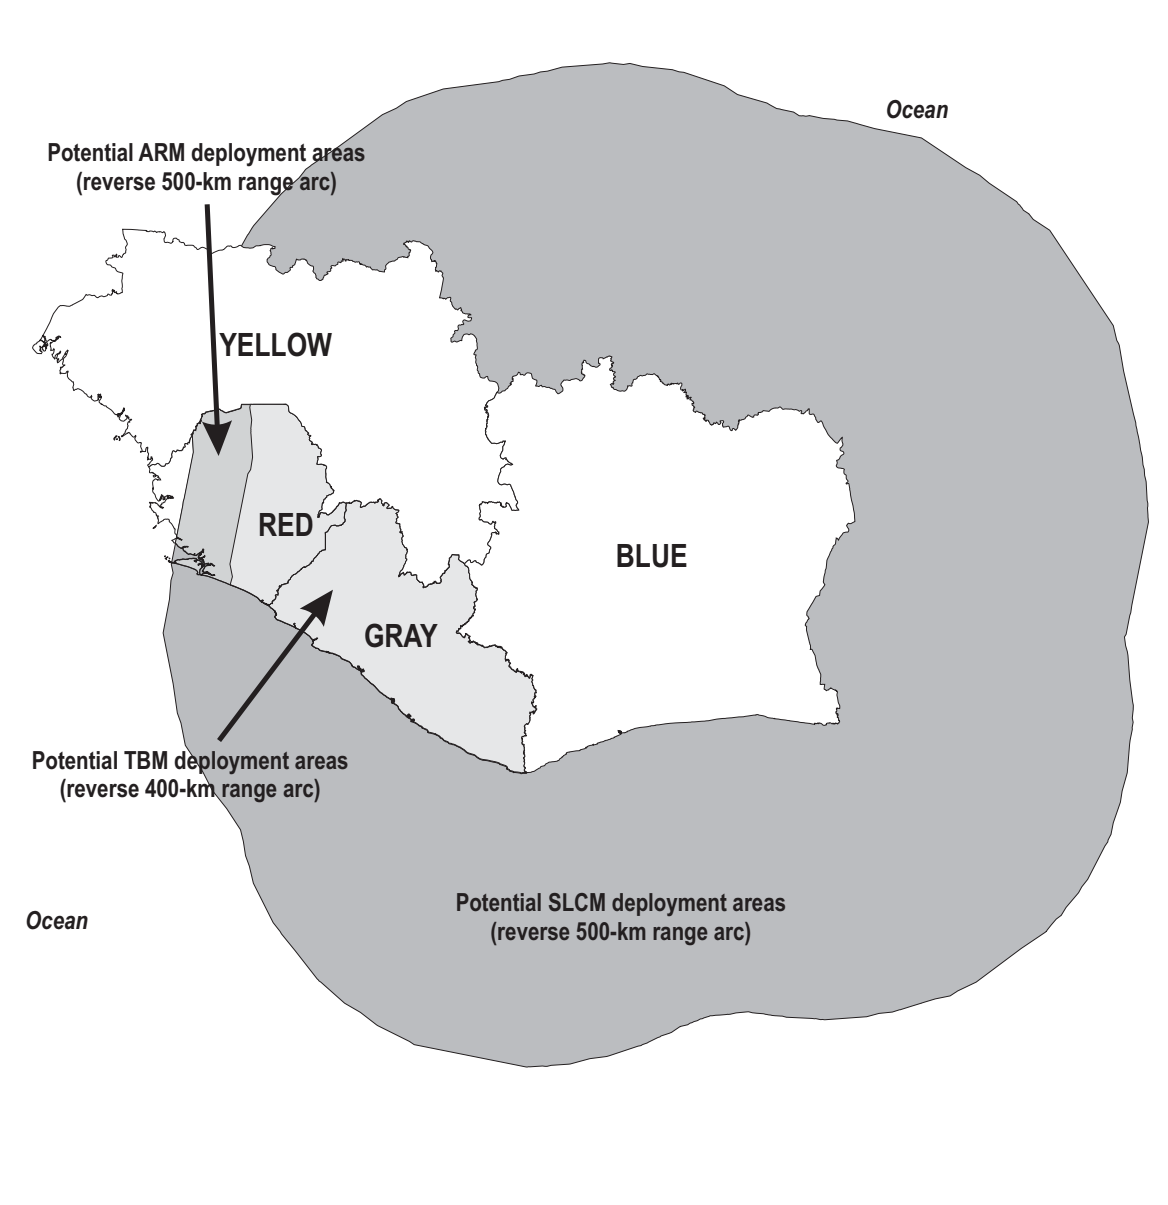 Ocean
Potential ARM deployment areas
(reverse 500-km range arc)
YELLOW
RED
BLUE
GRAY
Potential TBM deployment areas
(reverse 400-km range arc)
Potential SLCM deployment areas
(reverse 500-km range arc)
Ocean